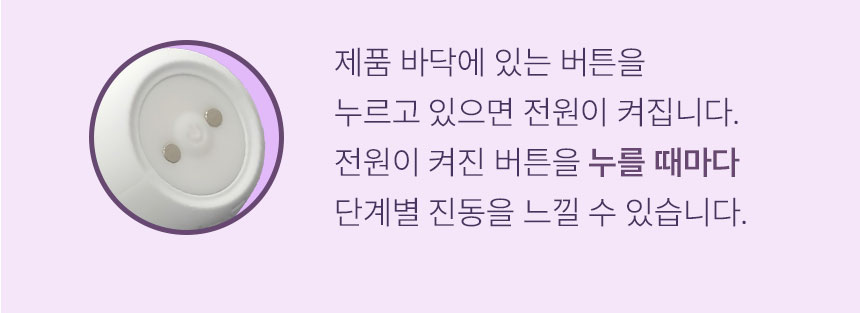 제품 바닥에 있는 버튼을
누르고 있으면 전원이 켜집니다.
전원이 켜진 버튼을 누를 때마다
단계별 진동을 느낄 수 있습니다.